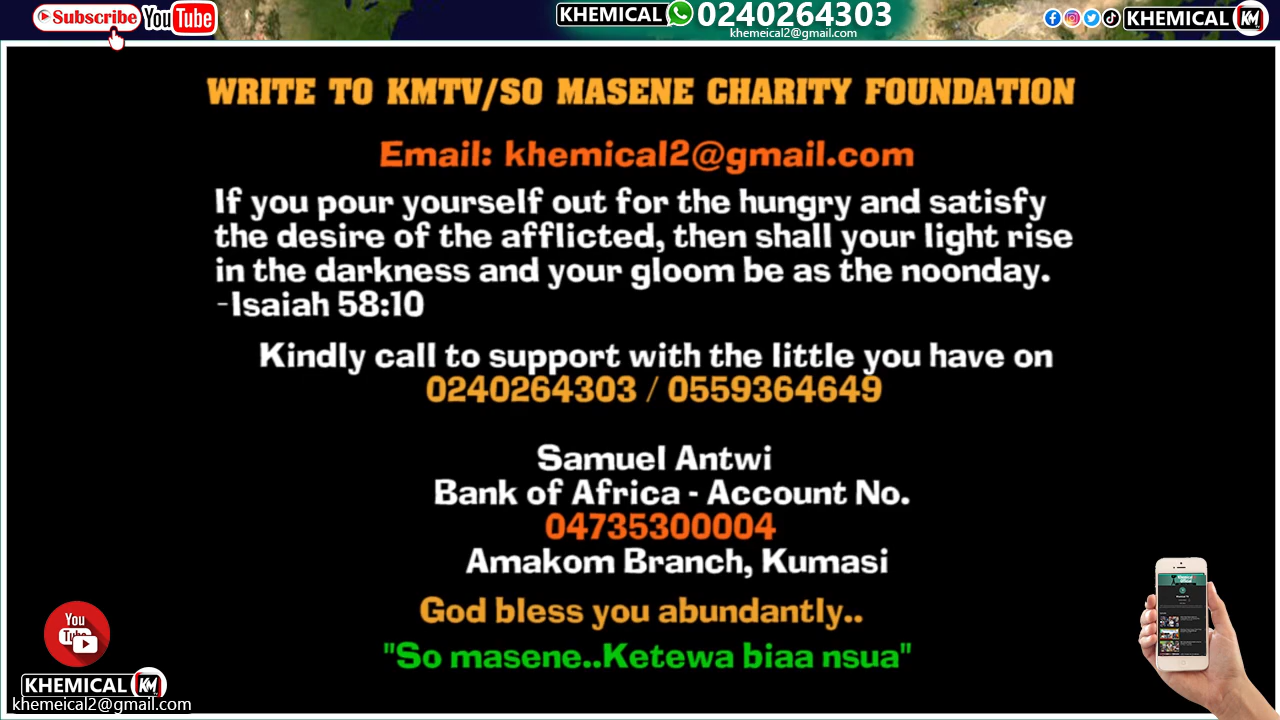 Subscribe YouTube
KHEMICAL 0240264303
khemeical2@gmail.com
KHEMICAL KM
WRITE TO KMTV/SO MASENE CHARITY FOUNDATION
Email: khemical2@gmail.com
If you pour yourself out for the hungry and satisfy
the desire of the afflicted, then shall your light rise
in the darkness and your gloom be as the noonday.
-Isaiah 58:10
Kindly call to support with the little you have on
0240264303 / 0559364649
Samuel Antwi
Bank of Africa - Account No.
04735300004
Amakom Branch, Kumasi
God bless you abundantly..
"So masene..Ketewa biaa nsua"
You
KHEMICAL KM
khemeical2@gmail.com